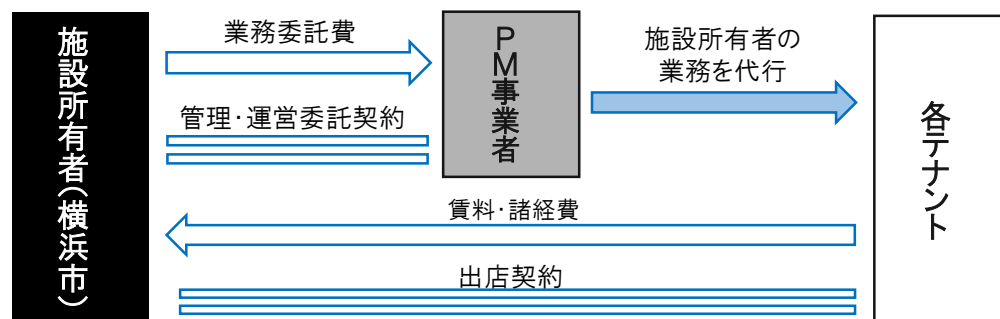 施設所有者(横浜市)
業務委託費
管理・運営委託契約
PM事業者
施設所有者の
業務を代行
賃料・諸経費
出店契約
各テナント